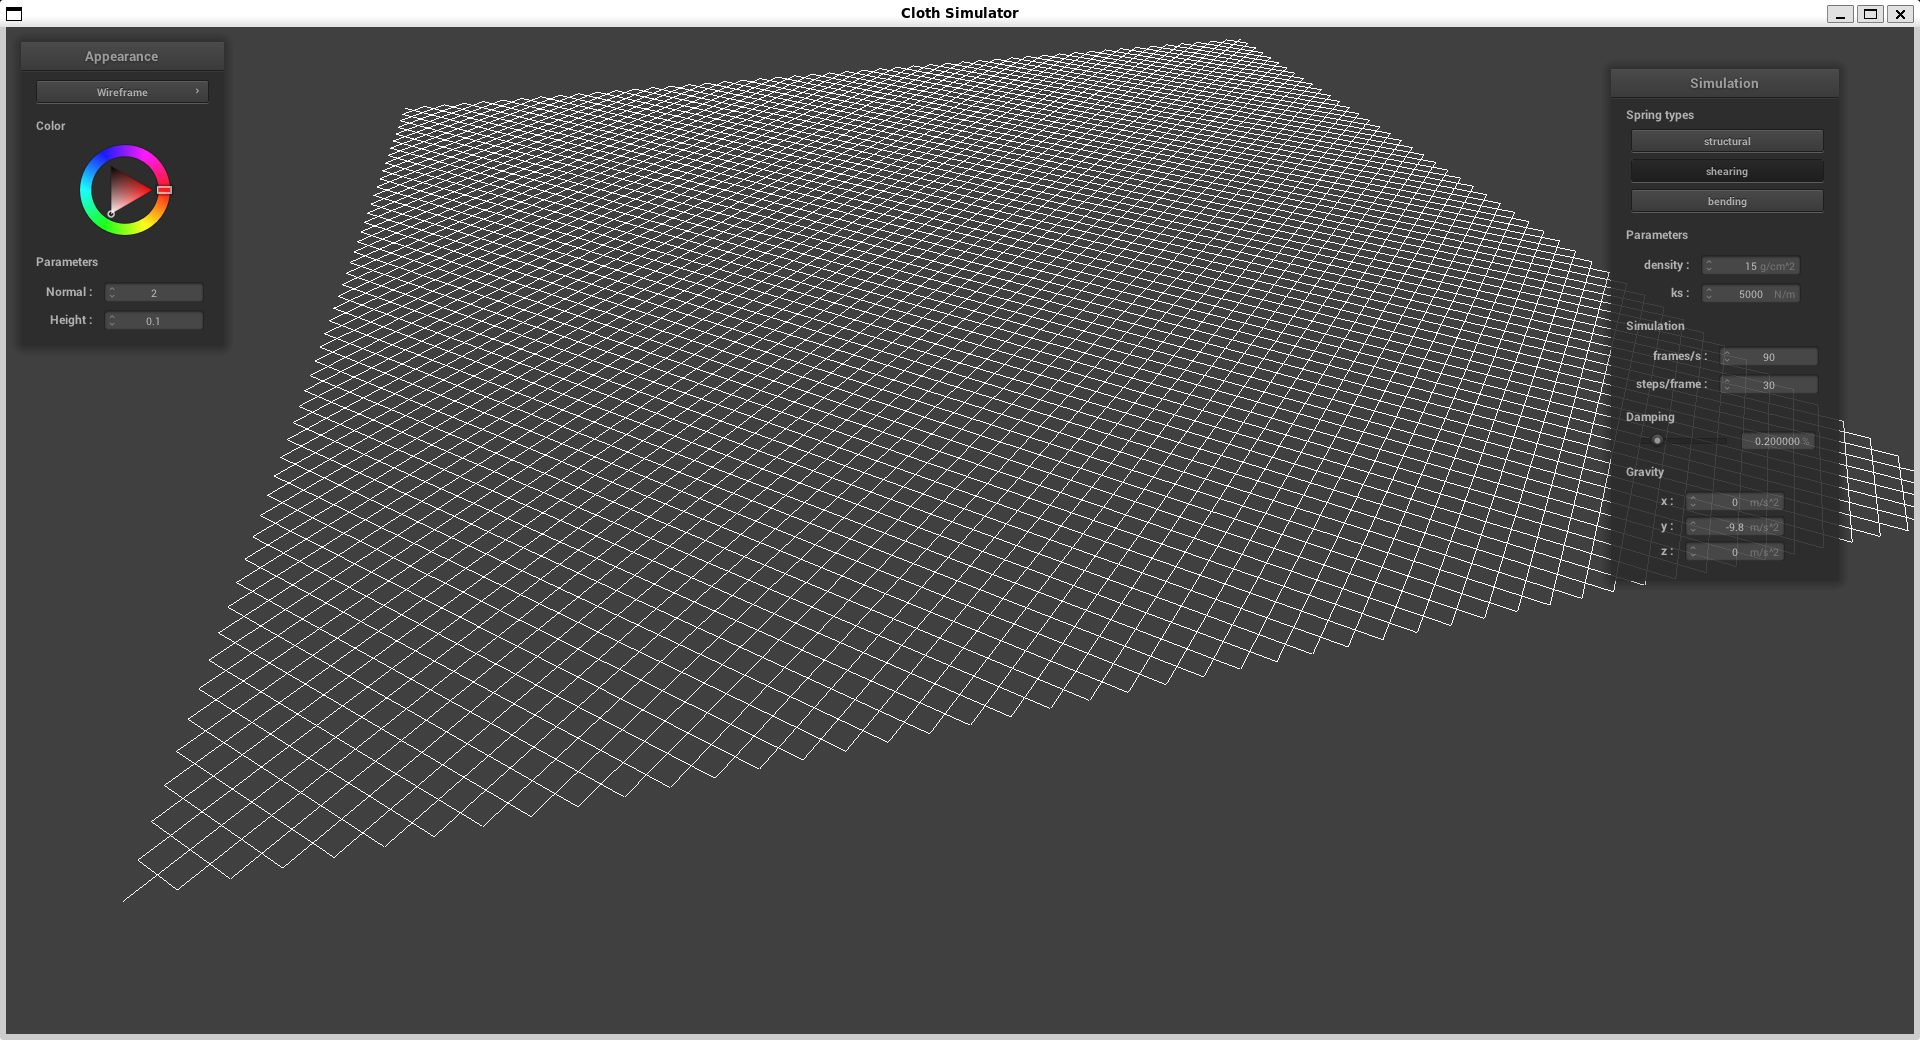 Cloth Simulator
Appearance
Wireframe
Color
Parameters
Normal : 2
Height : 0.1
Simulation
Spring types
structural
shearing
bending
Parameters
density : 15 g/cm^2
ks : 5000 N/m
Simulation
frames/s : 90
steps/frame : 30
Damping
0.200000 %
Gravity
x : 0 m/s^2
y : -9.8 m/s^2
z : 0 m/s^2